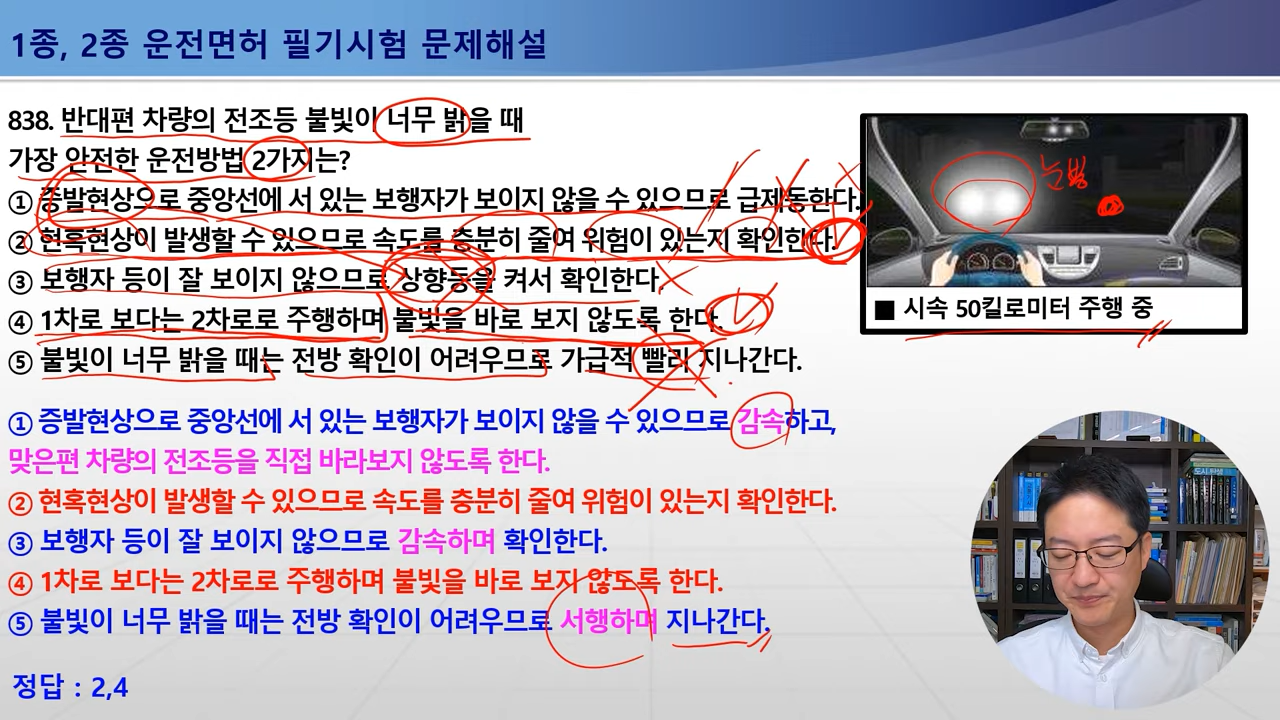 1종, 2종 운전면허 필기시험 문제해설
838. 반대편 차량의 전조등 불빛이 너무 밝을 때
가장 안전한 운전방법 2가지는?
① 증발현상으로 중앙선에 서 있는 보행자가 보이지 않을 수 있으므로 급제동한다.
② 현혹현상이 발생할 수 있으므로 속도를 충분히 줄여 위험이 있는지 확인한다.
③ 보행자 등이 잘 보이지 않으므로 상향등을 켜서 확인한다.
④ 1차로 보다는 2차로로 주행하며 불빛을 바로 보지 않도록 한다.
⑤ 불빛이 너무 밝을 때는 전방 확인이 어려우므로 가급적 빨리 지나간다.
눈뽕
■ 시속 50킬로미터 주행 중
① 증발현상으로 중앙선에 서 있는 보행자가 보이지 않을 수 있으므로 감속하고,
맞은편 차량의 전조등을 직접 바라보지 않도록 한다.
② 현혹현상이 발생할 수 있으므로 속도를 충분히 줄여 위험이 있는지 확인한다.
③ 보행자 등이 잘 보이지 않으므로 감속하며 확인한다.
④ 1차로 보다는 2차로로 주행하며 불빛을 바로 보지 않도록 한다.
⑤ 불빛이 너무 밝을 때는 전방 확인이 어려우므로 서행하며 지나간다.
정답 : 2,4